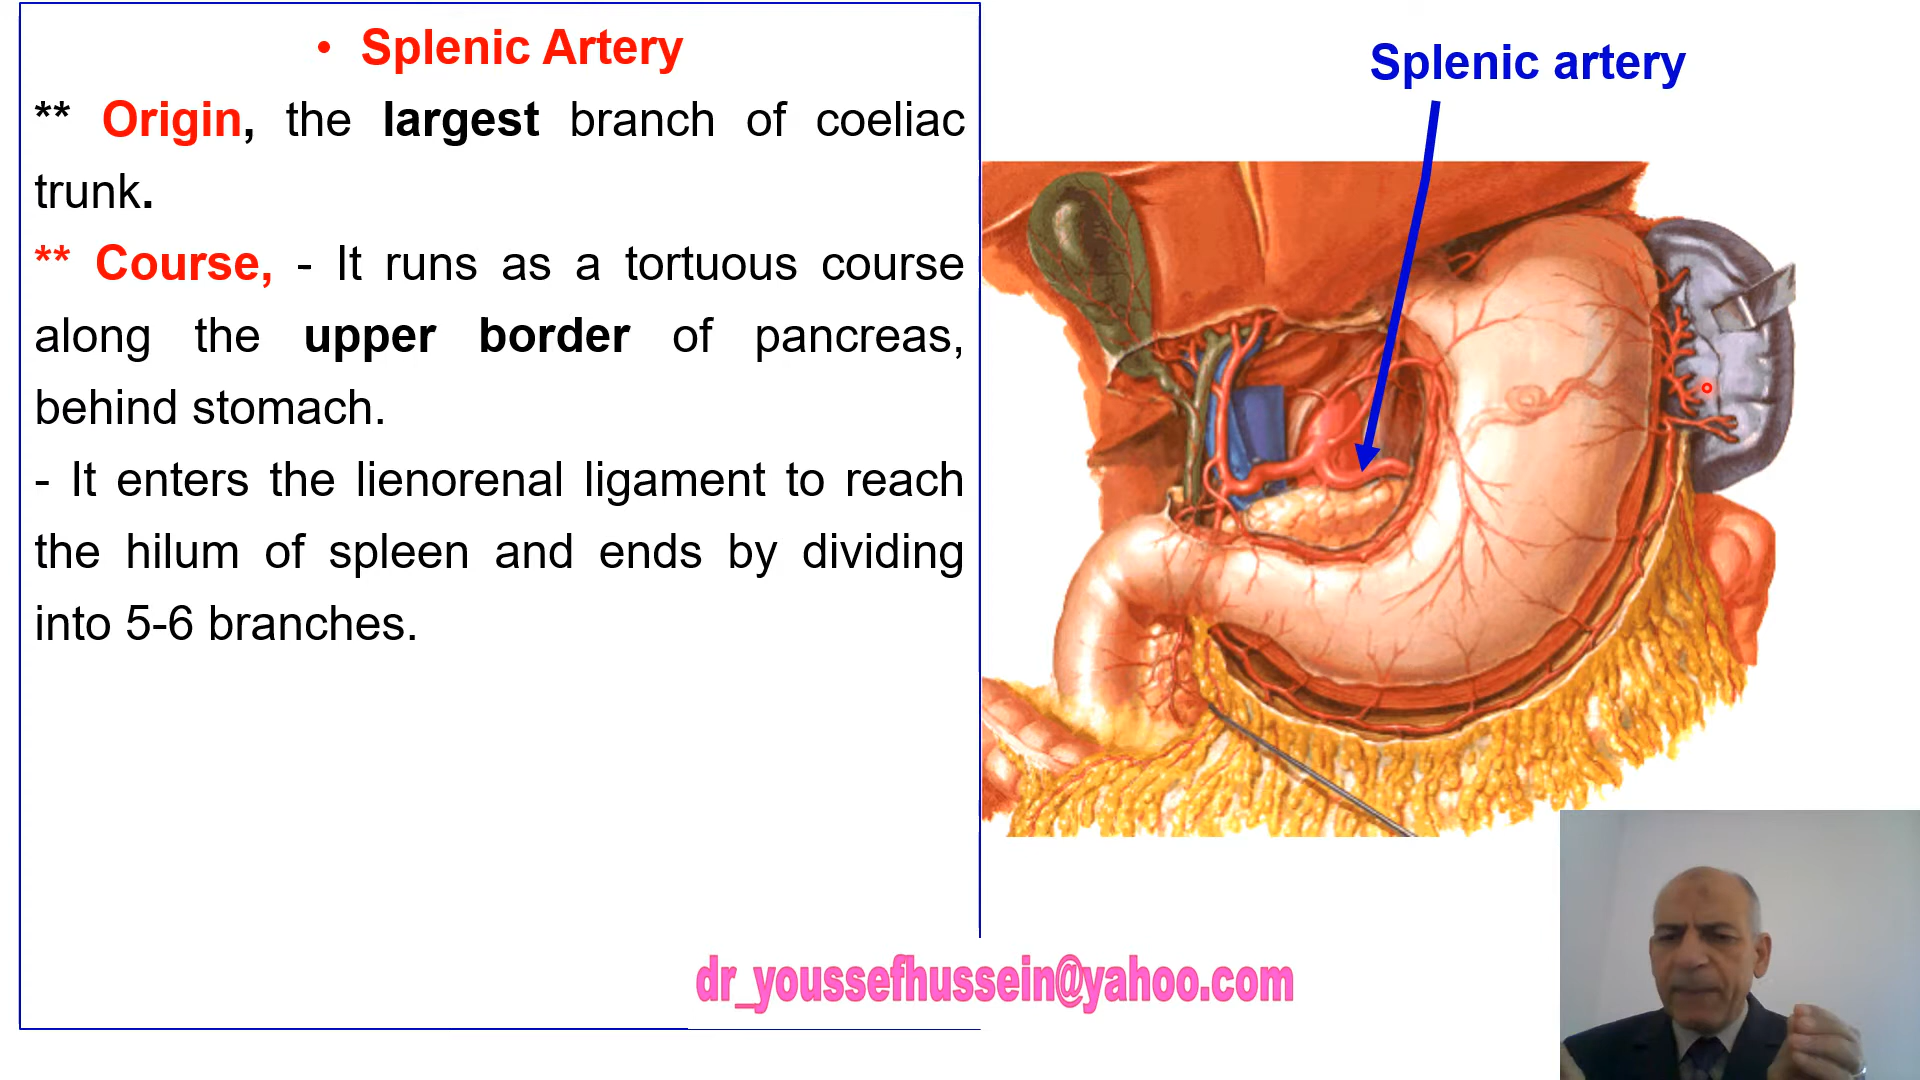 • Splenic Artery
** Origin, the largest branch of coeliac
trunk.
** Course, - It runs as a tortuous course
along the upper border of pancreas,
behind stomach.
- It enters the lienorenal ligament to reach
the hilum of spleen and ends by dividing
into 5-6 branches.
Splenic artery
dr_youssefhussein@yahoo.com